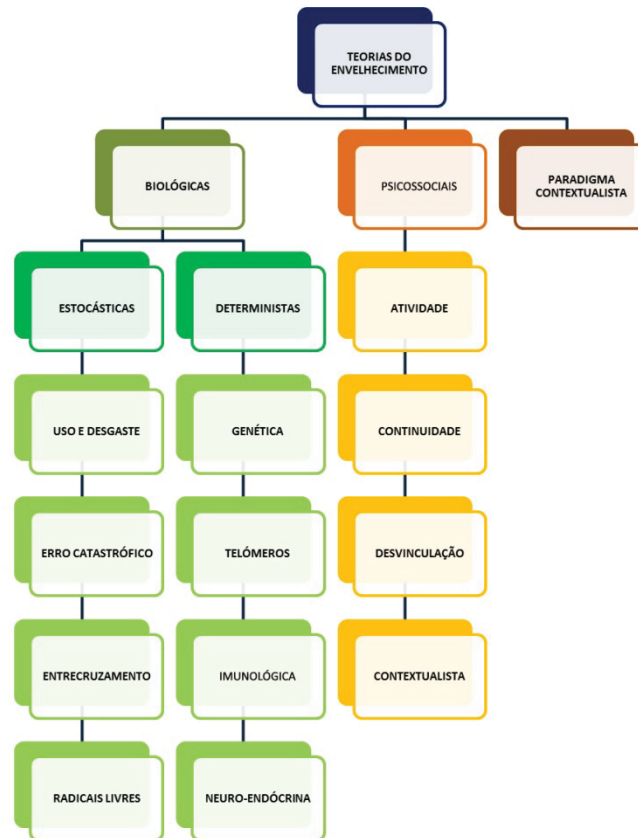 TEORIAS DO
ENVELHECIMENTO
BIOLÓGICAS
PSICOSSOCIAIS
PARADIGMA
CONTEXTUALISTA
ESTOCÁSTICAS
DETERMINISTAS
ATIVIDADE
USO E DESGASTE
GENÉTICA
CONTINUIDADE
ERRO CATASTRÓFICO
TELÓMEROS
DESVINCULAÇÃO
ENTRECRUZAMENTO
IMUNOLÓGICA
CONTEXTUALISTA
RADICAIS LIVRES
NEURO-ENDÓCRINA